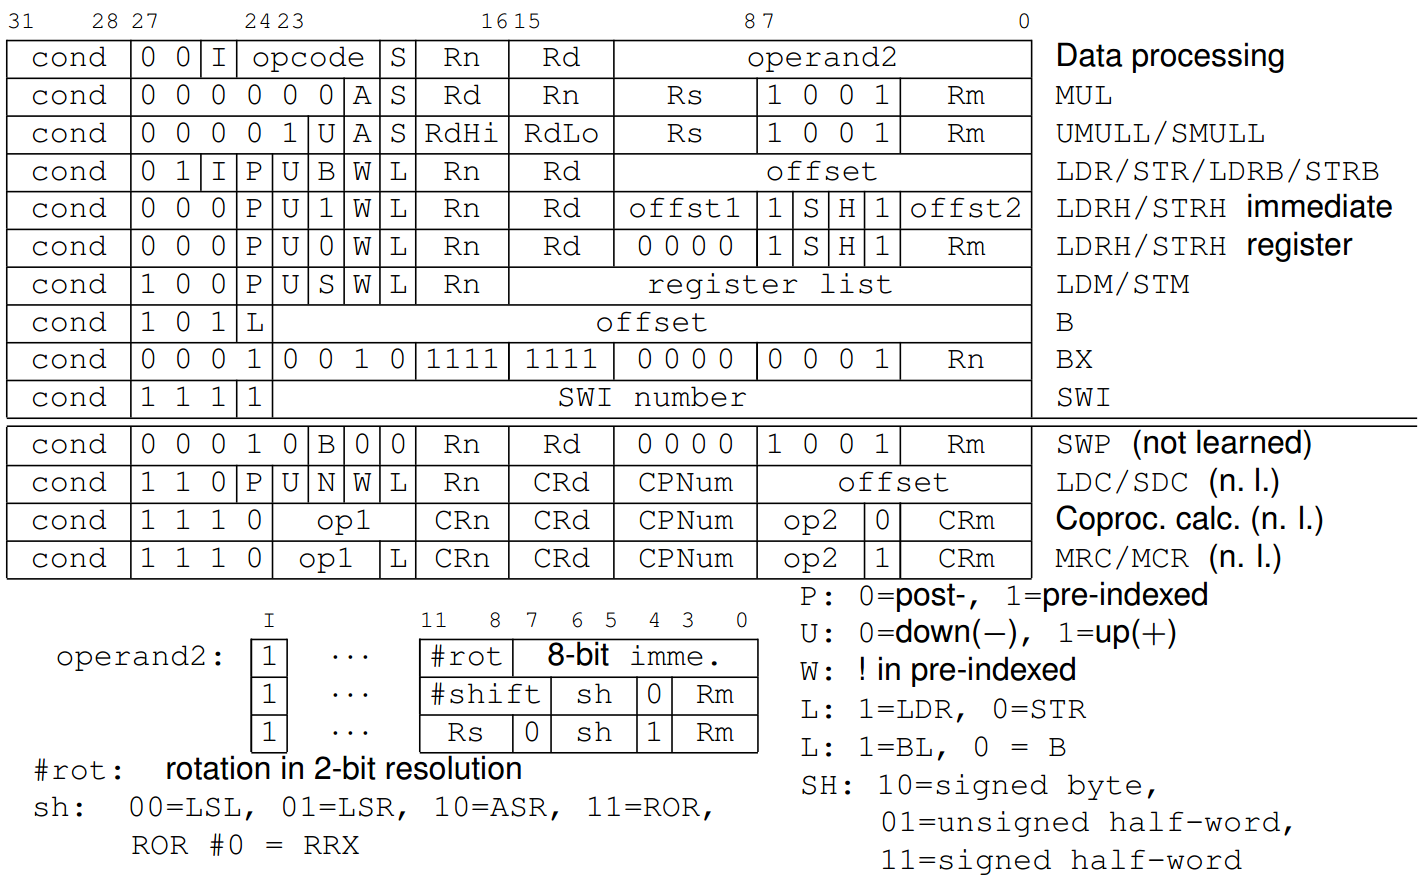 31 28 27 24 23 16 15 8 7 0
cond 0 0 I opcode S Rn Rd operand2 Data processing
cond 0 0 0 0 0 0 A S Rd Rn Rs 1 0 0 1 Rm MUL
cond 0 0 0 0 1 U A S RdHi RdLo Rs 1 0 0 1 Rm UMULL/SMULL
cond 0 1 I P U B W L Rn Rd offset LDR/STR/LDRB/STRB
cond 0 0 0 P U 1 W L Rn Rd offst1 1 S H 1 offst2 LDRH/STRH immediate
cond 0 0 0 P U 0 W L Rn Rd 0 0 0 0 1 S H 1 Rm LDRH/STRH register
cond 1 0 0 P U S W L Rn register list LDM/STM
cond 1 0 1 L offset B
cond 0 0 0 1 0 0 1 0 1111 1111 0 0 0 0 0 0 0 1 Rn BX
cond 1 1 1 1 SWI number SWI
cond 0 0 0 1 0 B 0 0 Rn Rd 0 0 0 0 1 0 0 1 Rm SWP (not learned)
cond 1 1 0 P U N W L Rn CRd CPNum offset LDC/SDC (n. l.)
cond 1 1 1 0 op1 CRn CRd CPNum op2 0 CRm Coproc. calc. (n. l.)
cond 1 1 1 0 op1 L CRn CRd CPNum op2 1 CRm MRC/MCR (n. l.)
I 11 8 7 6 5 4 3 0
operand2: 1 ... #rot 8-bit imme.
1 ... #shift sh 0 Rm
1 ... Rs 0 sh 1 Rm
#rot: rotation in 2-bit resolution
sh: 00=LSL, 01=LSR, 10=ASR, 11=ROR,
ROR #0 = RRX
P: 0=post-, 1=pre-indexed
U: 0=down(−), 1=up(+)
W: ! in pre-indexed
L: 1=LDR, 0=STR
L: 1=BL, 0 = B
SH: 10=signed byte,
01=unsigned half-word,
11=signed half-word